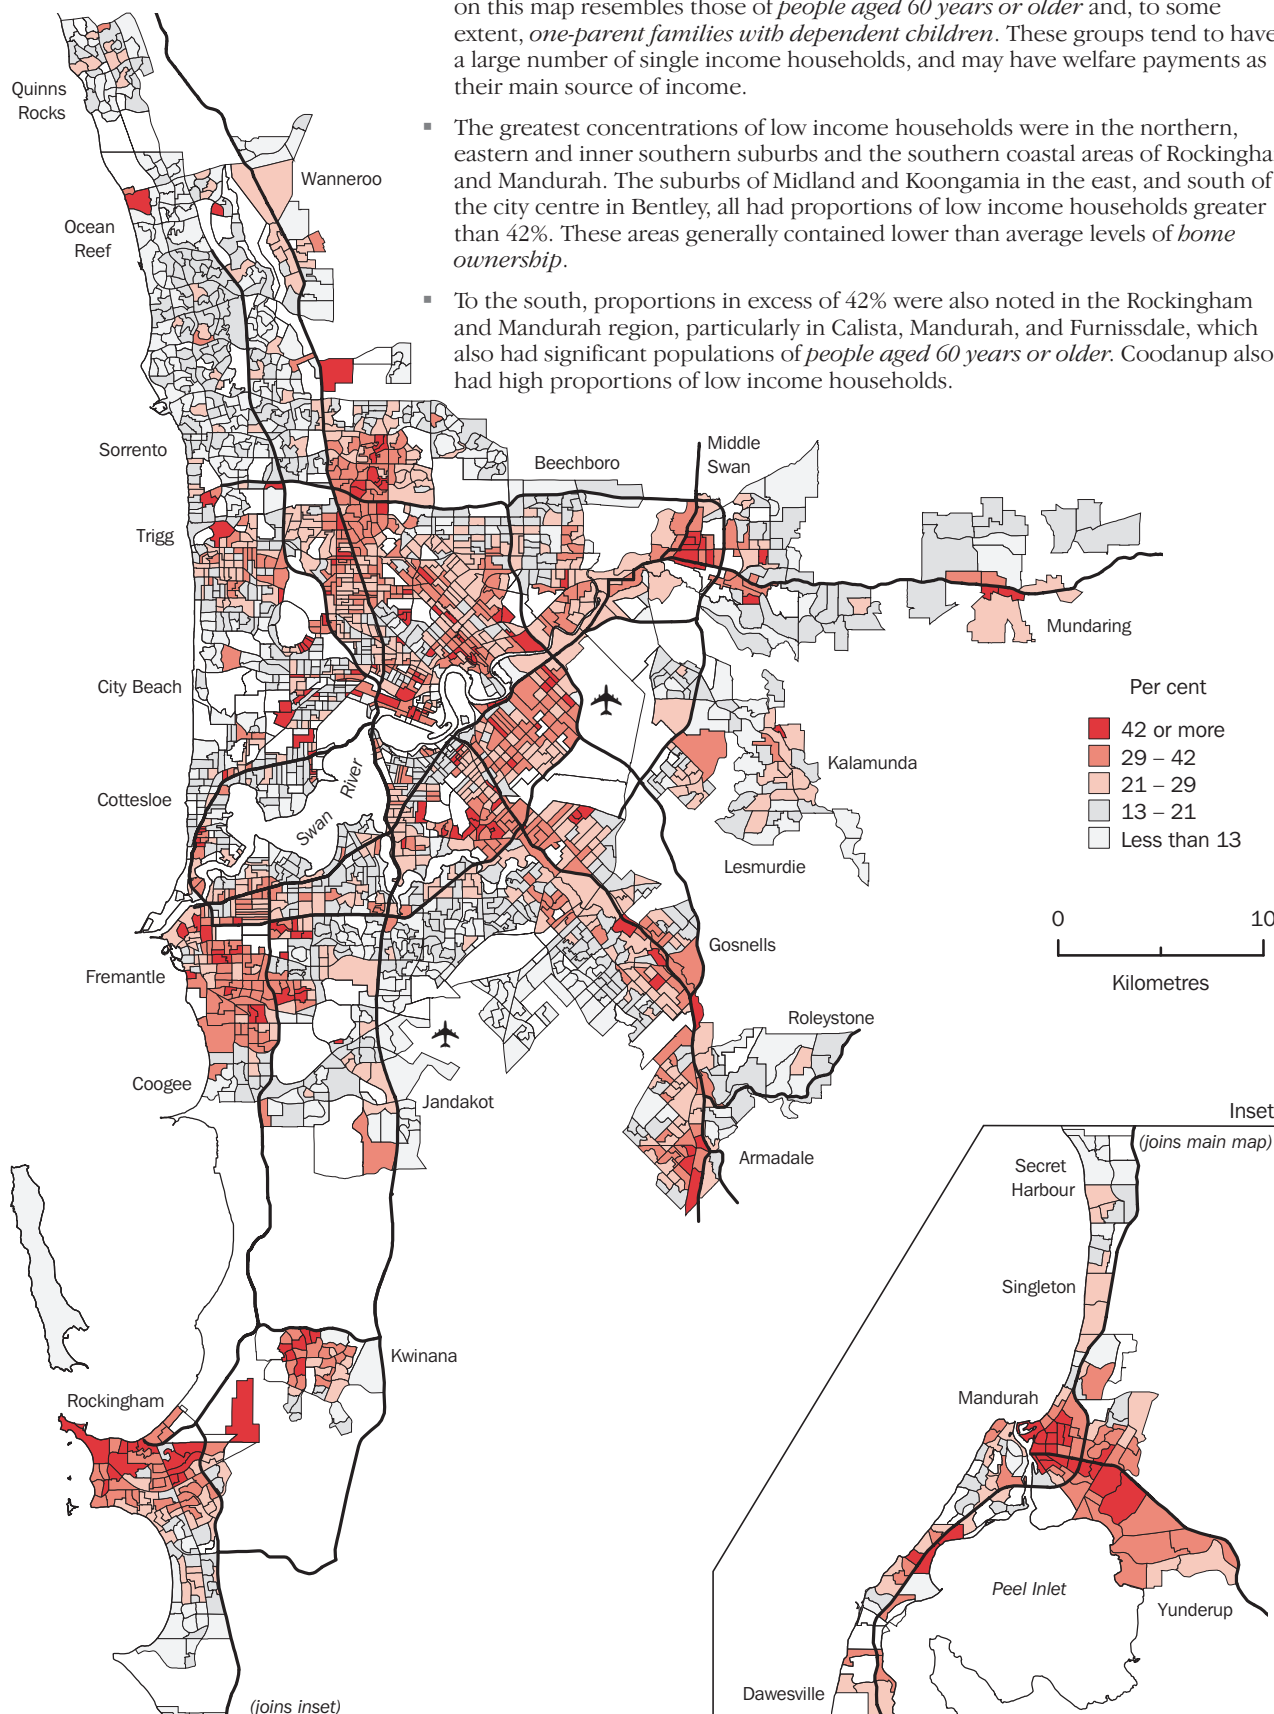 on this map resembles those of people aged 60 years or older and, to some
extent, one-parent families with dependent children. These groups tend to have
a large number of single income households, and may have welfare payments as
their main source of income.
▪ The greatest concentrations of low income households were in the northern,
eastern and inner southern suburbs and the southern coastal areas of Rockingha
and Mandurah. The suburbs of Midland and Koongamia in the east, and south of
the city centre in Bentley, all had proportions of low income households greater
than 42%. These areas generally contained lower than average levels of home
ownership.
▪ To the south, proportions in excess of 42% were also noted in the Rockingham
and Mandurah region, particularly in Calista, Mandurah, and Furnissdale, which
also had significant populations of people aged 60 years or older. Coodanup also
had high proportions of low income households.
Quinns
Rocks
Wanneroo
Ocean
Reef
Sorrento
Beechboro
Middle
Swan
Trigg
Mundaring
City Beach
Per cent
42 or more
29 – 42
21 – 29
13 – 21
Less than 13
Kalamunda
Cottesloe
Swan River
Lesmurdie
0 10
Kilometres
Gosnells
Fremantle
Roleystone
Coogee
Jandakot
Armadale
Inset
(joins main map)
Secret
Harbour
Singleton
Kwinana
Rockingham
Mandurah
Peel Inlet
Yunderup
Dawesville
(joins inset)